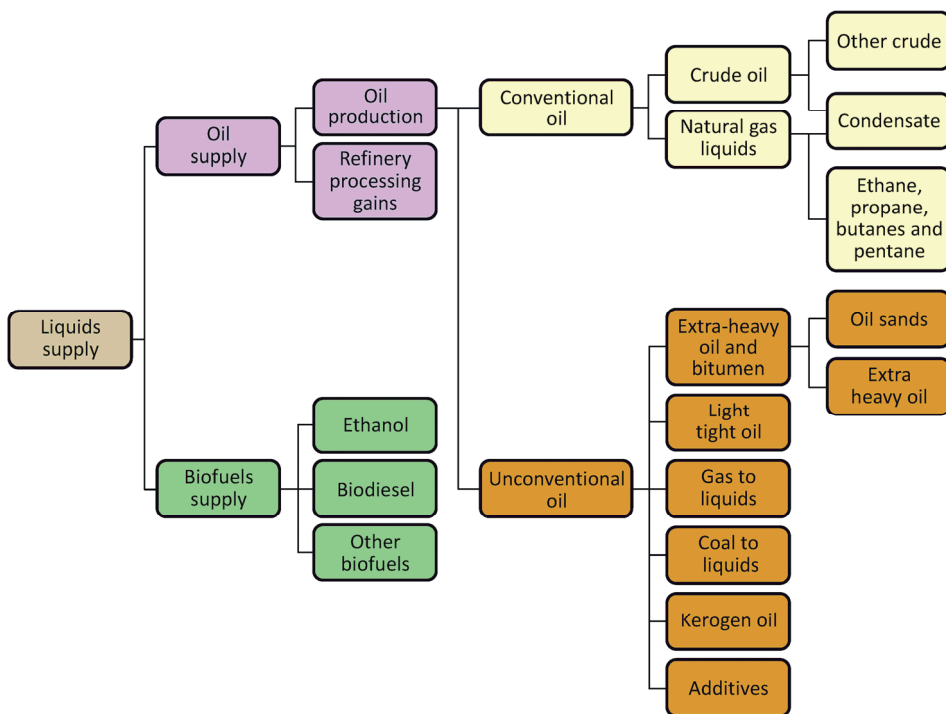 Liquids
supply
Oil
supply
Oil
production
Refinery
processing
gains
Biofuels
supply
Ethanol
Biodiesel
Other
biofuels
Conventional
oil
Crude oil
Natural gas
liquids
Other crude
Condensate
Ethane,
propane,
butanes and
pentane
Unconventional
oil
Extra-heavy
oil and
bitumen
Oil sands
Extra
heavy oil
Light
tight oil
Gas to
liquids
Coal to
liquids
Kerogen oil
Additives